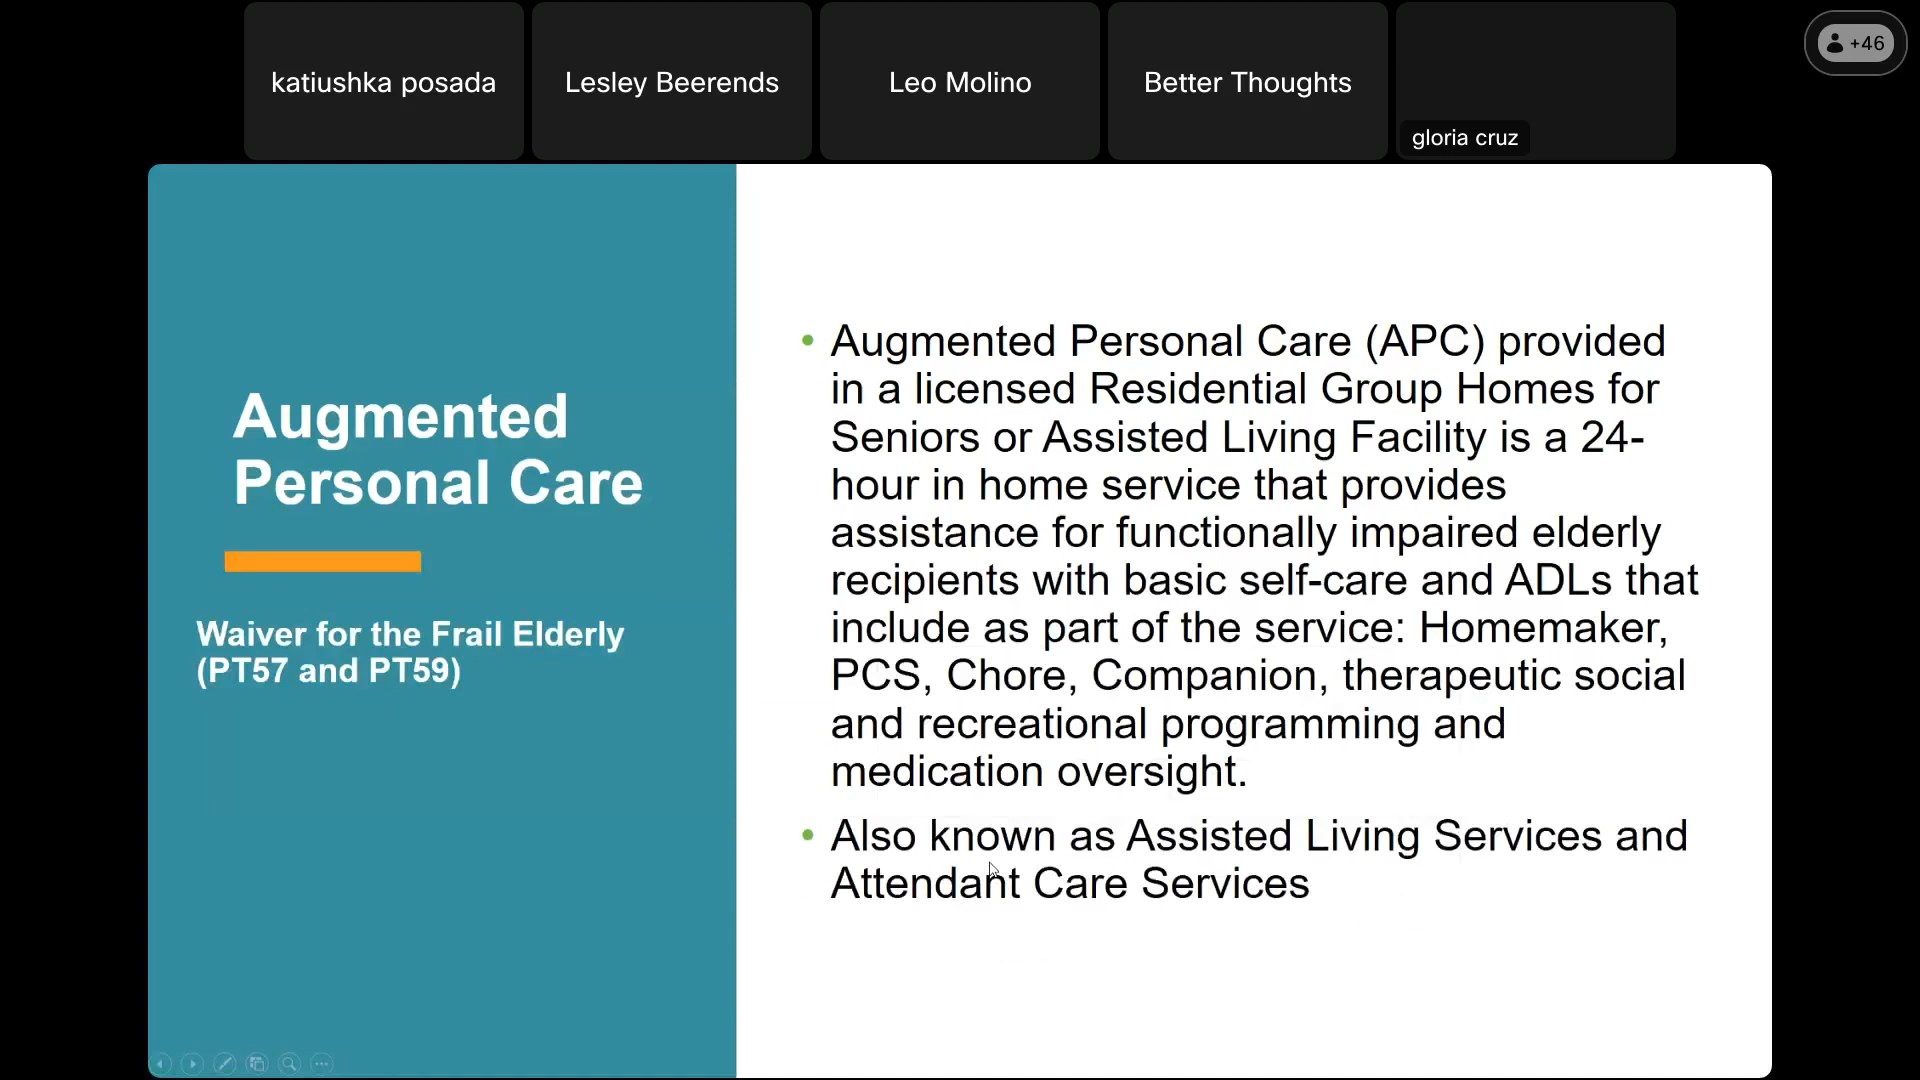 katiushka posada
Lesley Beerends
Leo Molino
Better Thoughts
gloria cruz
+46
Augmented
Personal Care
Waiver for the Frail Elderly
(PT57 and PT59)
• Augmented Personal Care (APC) provided
in a licensed Residential Group Homes for
Seniors or Assisted Living Facility is a 24-
hour in home service that provides
assistance for functionally impaired elderly
recipients with basic self-care and ADLs that
include as part of the service: Homemaker,
PCS, Chore, Companion, therapeutic social
and recreational programming and
medication oversight.
• Also known as Assisted Living Services and
Attendant Care Services